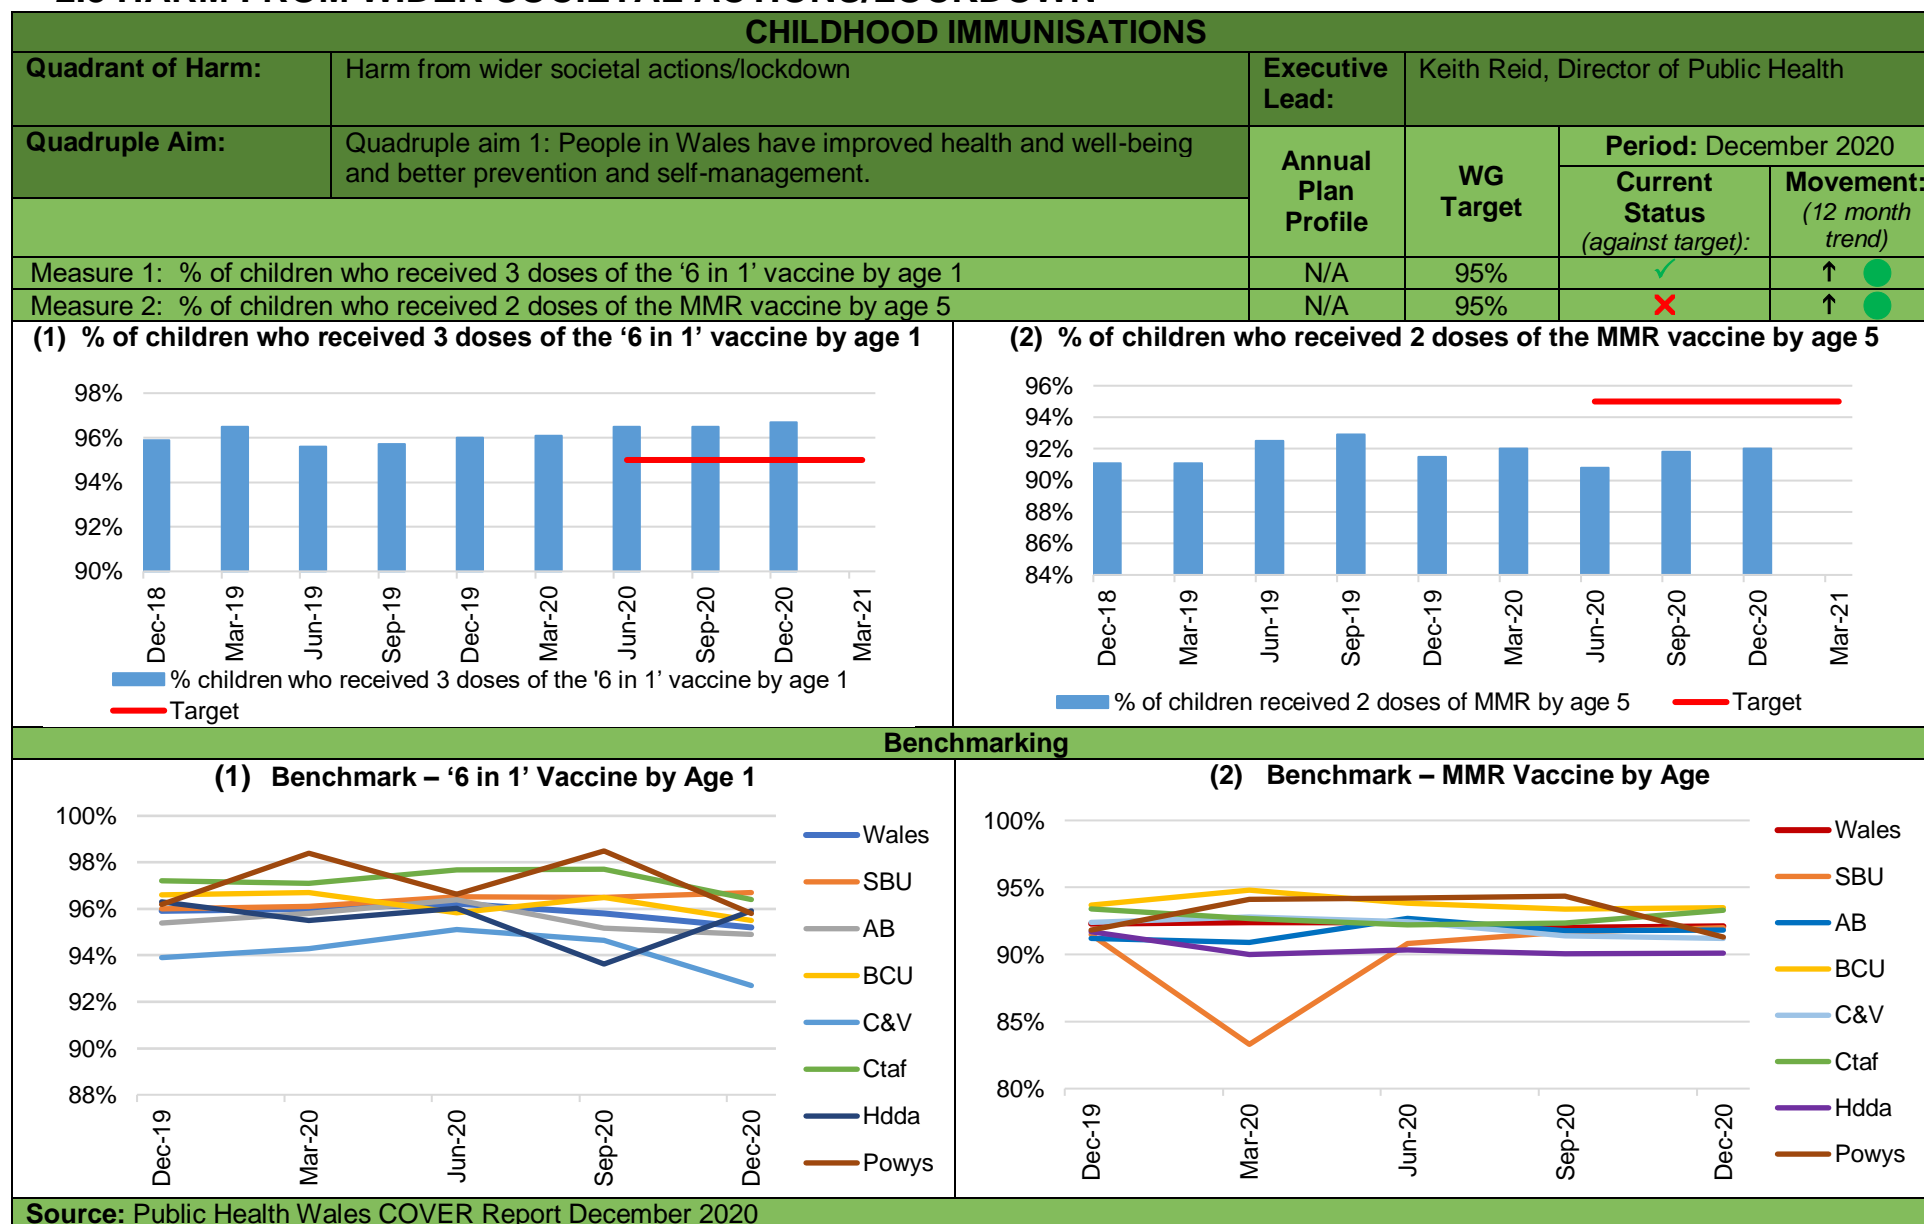 2.3 HARM FROM WIDER SOCIETAL ACTIONS/LOCKDOWN
CHILDHOOD IMMUNISATIONS
Quadrant of Harm:
Harm from wider societal actions/lockdown
Executive
Lead:
Keith Reid, Director of Public Health
Quadruple Aim:
Quadruple aim 1: People in Wales have improved health and well-being
and better prevention and self-management.
Annual
Plan
Profile
WG
Target
Period: December 2020
Current
Status
(against target):
Movement:
(12 month
trend)
Measure 1: % of children who received 3 doses of the ‘6 in 1’ vaccine by age 1
N/A
95%
✓
↑
Measure 2: % of children who received 2 doses of the MMR vaccine by age 5
N/A
95%
✕
↑
(1) % of children who received 3 doses of the ‘6 in 1’ vaccine by age 1
98%
96%
94%
92%
90%
Dec-18
Mar-19
Jun-19
Sep-19
Dec-19
Mar-20
Jun-20
Sep-20
Dec-20
Mar-21
% children who received 3 doses of the '6 in 1’ vaccine by age 1
Target
(2) % of children who received 2 doses of the MMR vaccine by age 5
96%
94%
92%
90%
88%
86%
84%
Dec-18
Mar-19
Jun-19
Sep-19
Dec-19
Mar-20
Jun-20
Sep-20
Dec-20
Mar-21
% of children received 2 doses of MMR by age 5
Target
Benchmarking
(1) Benchmark – ‘6 in 1’ Vaccine by Age 1
100%
98%
96%
94%
92%
90%
88%
Dec-19
Mar-20
Jun-20
Sep-20
Dec-20
Wales
SBU
AB
BCU
C&V
Ctaf
Hdda
Powys
(2) Benchmark – MMR Vaccine by Age
100%
95%
90%
85%
80%
Dec-19
Mar-20
Jun-20
Sep-20
Dec-20
Wales
SBU
AB
BCU
C&V
Ctaf
Hdda
Powys
Source: Public Health Wales COVER Report December 2020